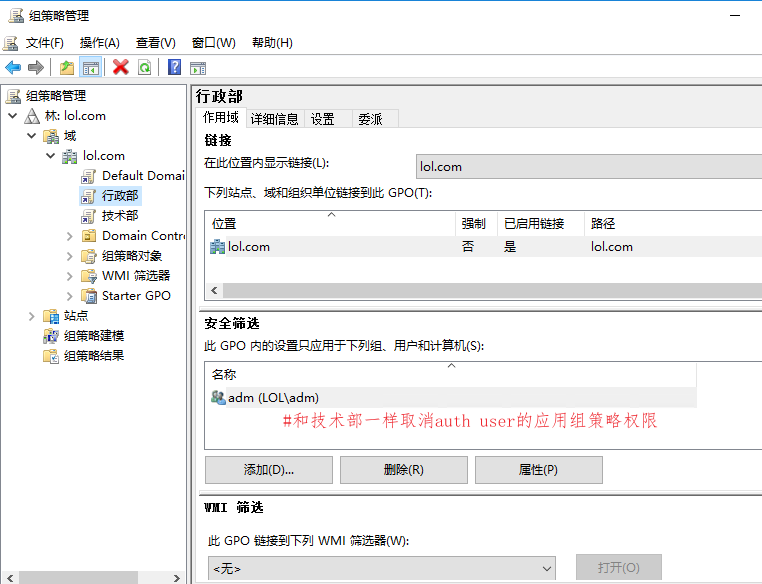 组策略管理
文件(F) 操作(A) 查看(V) 窗口(W) 帮助(H)
组策略管理
林: lol.com
域
lol.com
Default Domai
行政部
技术部
Domain Contr
组策略对象
WMI 筛选器
Starter GPO
站点
组策略建模
组策略结果
行政部
作用域 详细信息 设置 委派
链接
在此位置内显示链接(L): lol.com
下列站点、域和组织单位链接到此 GPO(T):
位置 强制 已启用链接 路径
lol.com 否 是 lol.com
安全筛选
此 GPO 内的设置只应用于下列组、用户和计算机(S):
名称
adm (LOL\adm)
#和技术部一样取消auth user的应用组策略权限
添加(D)... 删除(R) 属性(P)
WMI 筛选
此 GPO 链接到下列 WMI 筛选器(W):
<无> 打开(O)